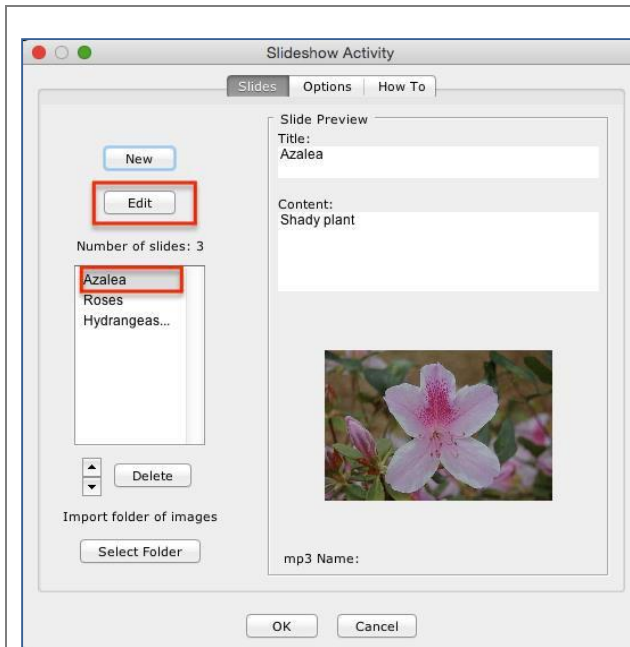 Slideshow Activity
Slides Options How To
New
Edit
Number of slides: 3
Azalea
Roses
Hydrangeas...
Delete
Import folder of images
Select Folder
Slide Preview
Title:
Azalea
Content:
Shady plant
mp3 Name:
OK Cancel